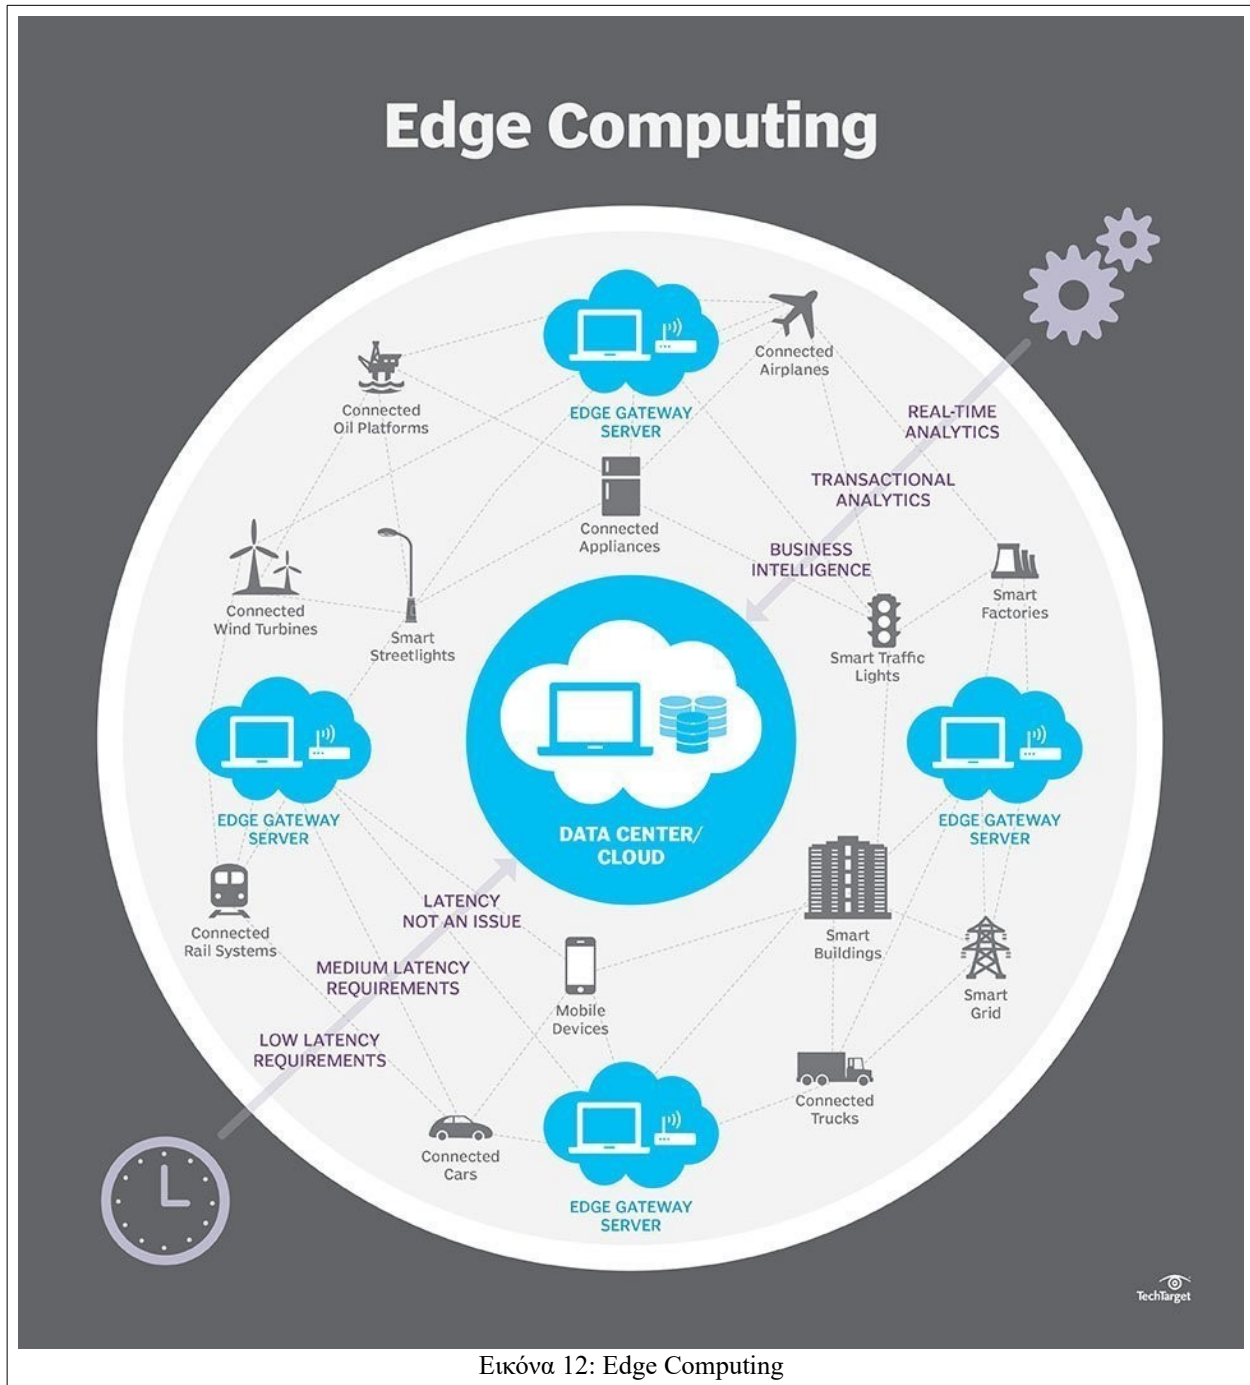 Edge Computing
EDGE GATEWAY
SERVER
Connected
Airplanes
Connected
Oil Platforms
REAL-TIME
ANALYTICS
TRANSACTIONAL
ANALYTICS
BUSINESS
INTELLIGENCE
Connected
Appliances
Connected
Wind Turbines
Smart
Streetlights
Smart
Factories
Smart Traffic
Lights
EDGE GATEWAY
SERVER
DATA CENTER/
CLOUD
EDGE GATEWAY
SERVER
Connected
Rail Systems
LATENCY
NOT AN ISSUE
MEDIUM LATENCY
REQUIREMENTS
LOW LATENCY
REQUIREMENTS
Mobile
Devices
Smart
Buildings
Smart
Grid
Connected
Trucks
Connected
Cars
EDGE GATEWAY
SERVER
TechTarget
Εικόνα 12: Edge Computing